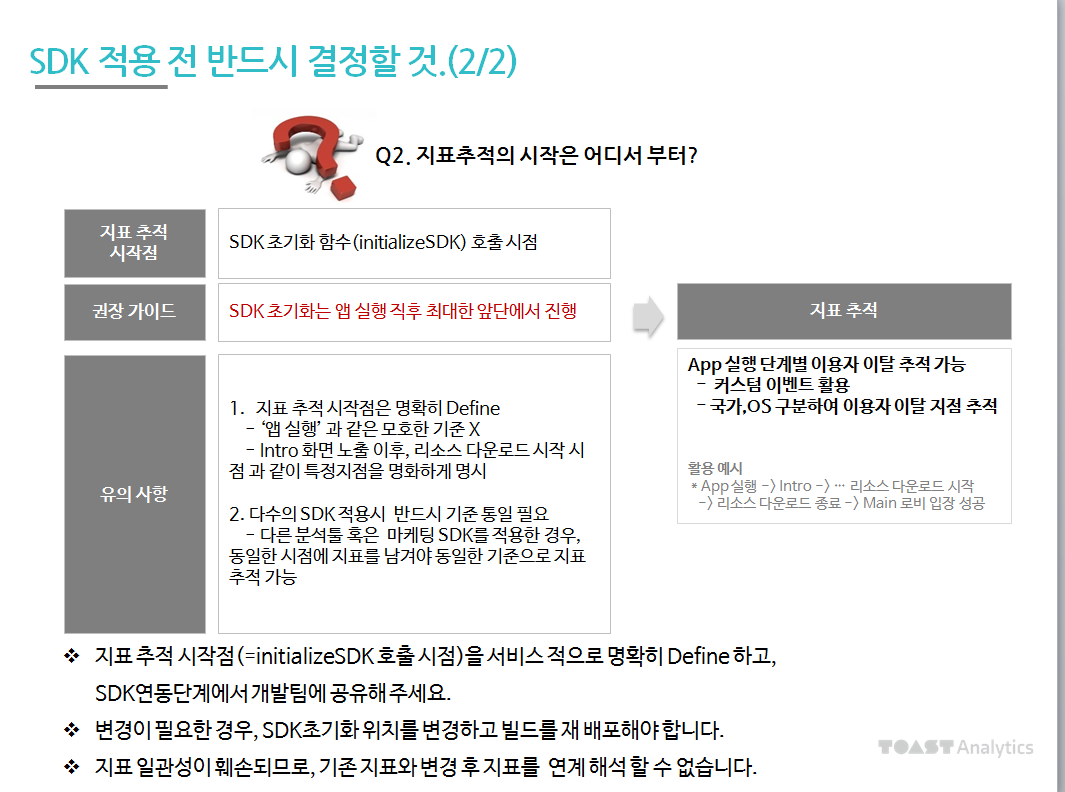 SDK 적용 전 반드시 결정할 것.(2/2)
Q2. 지표추적의 시작은 어디서 부터?
지표 추적
시작점
SDK 초기화 함수(initializeSDK) 호출 시점
권장 가이드
SDK 초기화는 앱 실행 직후 최대한 앞단에서 진행
유의 사항
1. 지표 추적 시작점은 명확히 Define
- ‘앱 실행’ 과 같은 모호한 기준 X
- Intro 화면 노출 이후, 리소스 다운로드 시작 시
점 과 같이 특정지점을 명화하게 명시
2. 다수의 SDK 적용시 반드시 기준 통일 필요
- 다른 분석툴 혹은 마케팅 SDK를 적용한 경우,
동일한 시점에 지표를 남겨야 동일한 기준으로 지표
추적 가능
지표 추적
App 실행 단계별 이용자 이탈 추적 가능
- 커스텀 이벤트 활용
- 국가,OS 구분하여 이용자 이탈 지점 추적
활용 예시
* App 실행 -> Intro -> … 리소스 다운로드 시작
-> 리소스 다운로드 종료 -> Main 로비 입장 성공
❖ 지표 추적 시작점(=initializeSDK 호출 시점)을 서비스 적으로 명확히 Define 하고,
SDK연동단계에서 개발팀에 공유해 주세요.
❖ 변경이 필요한 경우, SDK초기화 위치를 변경하고 빌드를 재 배포해야 합니다.
❖ 지표 일관성이 훼손되므로, 기존 지표와 변경 후 지표를 연계 해석 할 수 없습니다.
TOAST Analytics